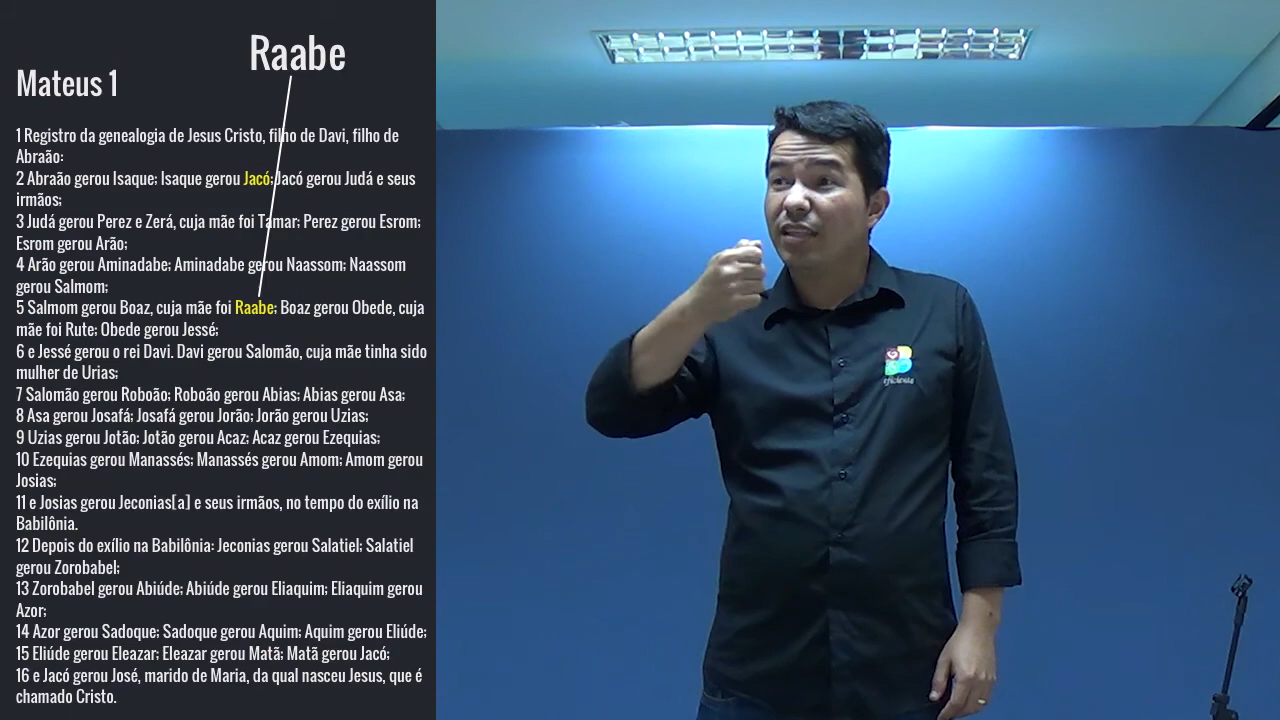 Raabe
Mateus 1
1 Registro da genealogia de Jesus Cristo, filho de Davi, filho de
Abraão:
2 Abraão gerou Isaque; Isaque gerou Jacó; Jacó gerou Judá e seus
irmãos;
3 Judá gerou Perez e Zerá, cuja mãe foi Tamar; Perez gerou Esrom;
Esrom gerou Arão;
4 Arão gerou Aminadabe; Aminadabe gerou Naassom; Naassom
gerou Salmom;
5 Salmom gerou Boaz, cuja mãe foi Raabe; Boaz gerou Obede, cuja
mãe foi Rute; Obede gerou Jessé;
6 e Jessé gerou o rei Davi. Davi gerou Salomão, cuja mãe tinha sido
mulher de Urias;
7 Salomão gerou Roboão; Roboão gerou Abias; Abias gerou Asa;
8 Asa gerou Josafá; Josafá gerou Jorão; Jorão gerou Uzias;
9 Uzias gerou Jotão; Jotão gerou Acaz; Acaz gerou Ezequias;
10 Ezequias gerou Manassés; Manassés gerou Amom; Amom gerou
Josias;
11 e Josias gerou Jeconias[a] e seus irmãos, no tempo do exílio na
Babilônia.
12 Depois do exílio na Babilônia: Jeconias gerou Salatiel; Salatiel
gerou Zorobabel;
13 Zorobabel gerou Abiúde; Abiúde gerou Eliaquim; Eliaquim gerou
Azor;
14 Azor gerou Sadoque; Sadoque gerou Aquim; Aquim gerou Eliúde;
15 Eliúde gerou Eleazar; Eleazar gerou Matã; Matã gerou Jacó;
16 e Jacó gerou José, marido de Maria, da qual nasceu Jesus, que é
chamado Cristo.
eficiente